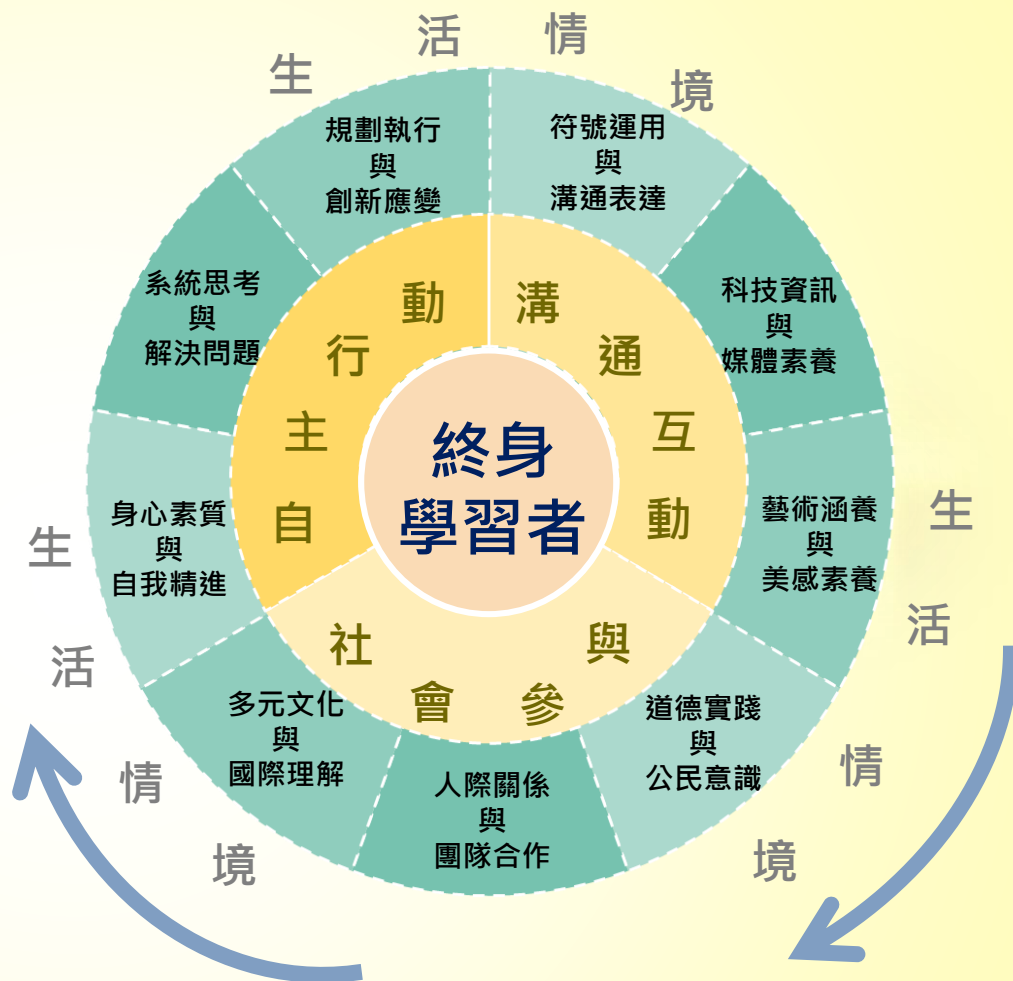 生活情境
規劃執行
與
創新應變
符號運用
與
溝通表達
系統思考
與
解決問題
科技資訊
與
媒體素養
自主行動
溝通互動
終身
學習者
身心素質
與
自我精進
藝術涵養
與
美感素養
生活情境
生活情境
社會參與
多元文化
與
國際理解
人際關係
與
團隊合作
道德實踐
與
公民意識